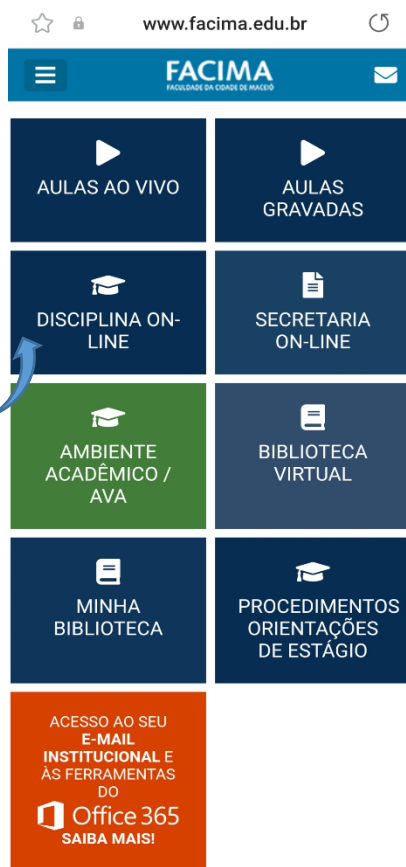 www.facima.edu.br
FACIMA
FACULDADE DA CIDADE DE MACEIÓ
AULAS AO VIVO
AULAS
GRAVADAS
DISCIPLINA ON-
LINE
SECRETARIA
ON-LINE
AMBIENTE
ACADÊMICO /
AVA
BIBLIOTECA
VIRTUAL
MINHA
BIBLIOTECA
PROCEDIMENTOS
ORIENTAÇÕES
DE ESTÁGIO
ACESSO AO SEU
E-MAIL
INSTITUCIONAL E
ÀS FERRAMENTAS
DO
Office 365
SAIBA MAIS!